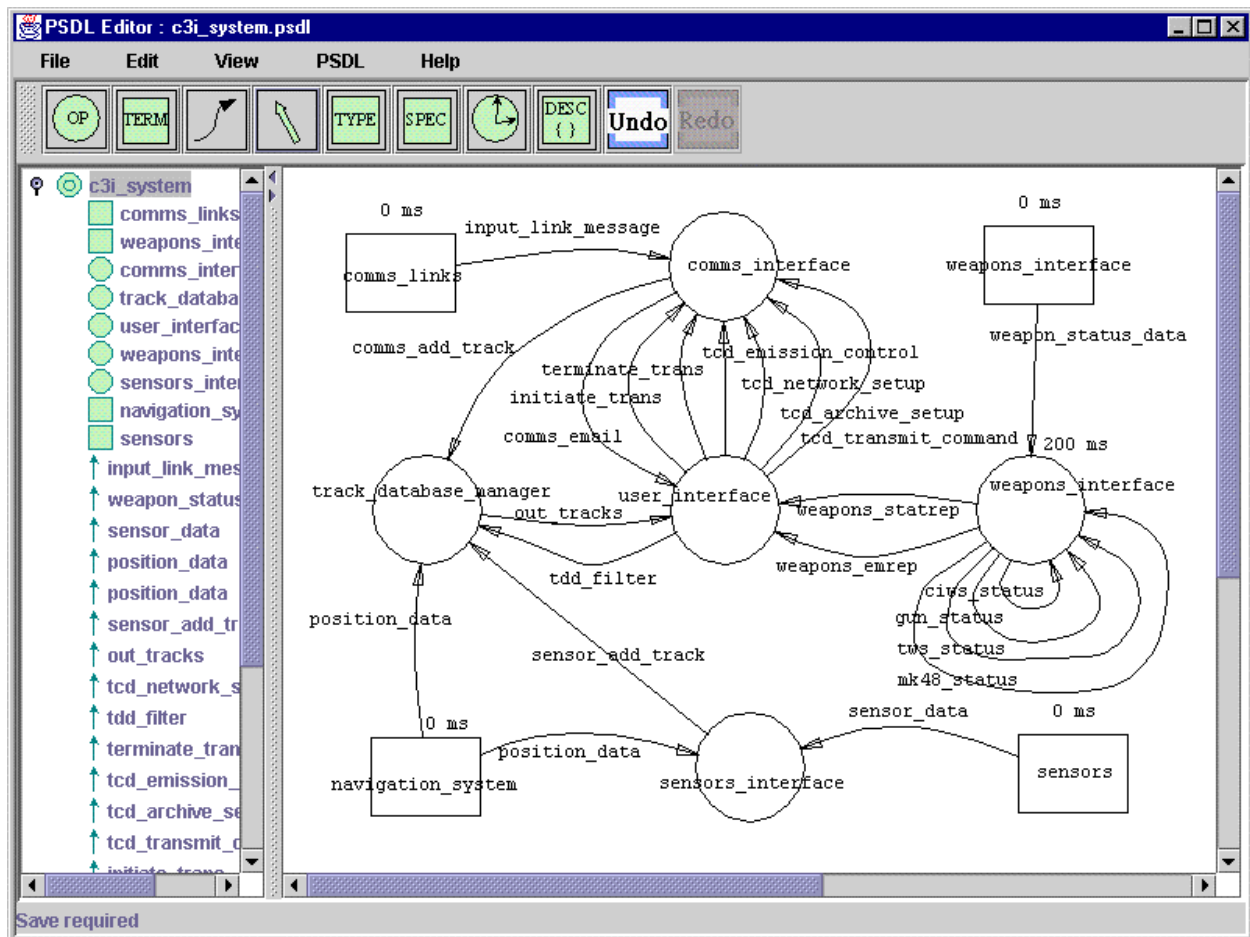 PSDL Editor : c3i_system.psdl
File Edit View PSDL Help
OP TERM TYPE SPEC DESC { } Undo Redo
c3i_system
comms_links
weapons_inte
comms_inter
track_databa
user_interfac
weapons_inte
sensors_inter
navigation_sy
sensors
input_link_mes
weapon_status
sensor_data
position_data
position_data
sensor_add_tr
out_tracks
tcd_network_s
tdd_filter
terminate_tran
tcd_emission_
tcd_archive_se
tcd_transmit_c
initiate_trans
0 ms
input_link_message
0 ms
comms_links
comms_interface
weapons_interface
weapon_status_data
comms_add_track
tcd_emission_control
terminate_trans
tcd_network_setup
initiate_trans
tcd_archive_setup
comms_email
tcd_transmit_command
200 ms
track_database_manager
user_interface
weapons_interface
out_tracks
weapons_statrep
tdd_filter
weapons_emrep
ciws_status
position_data
gun_status
sensor_add_track
tws_status
mk48_status
0 ms
sensor_data
0 ms
position_data
navigation_system
sensors_interface
sensors
Save required